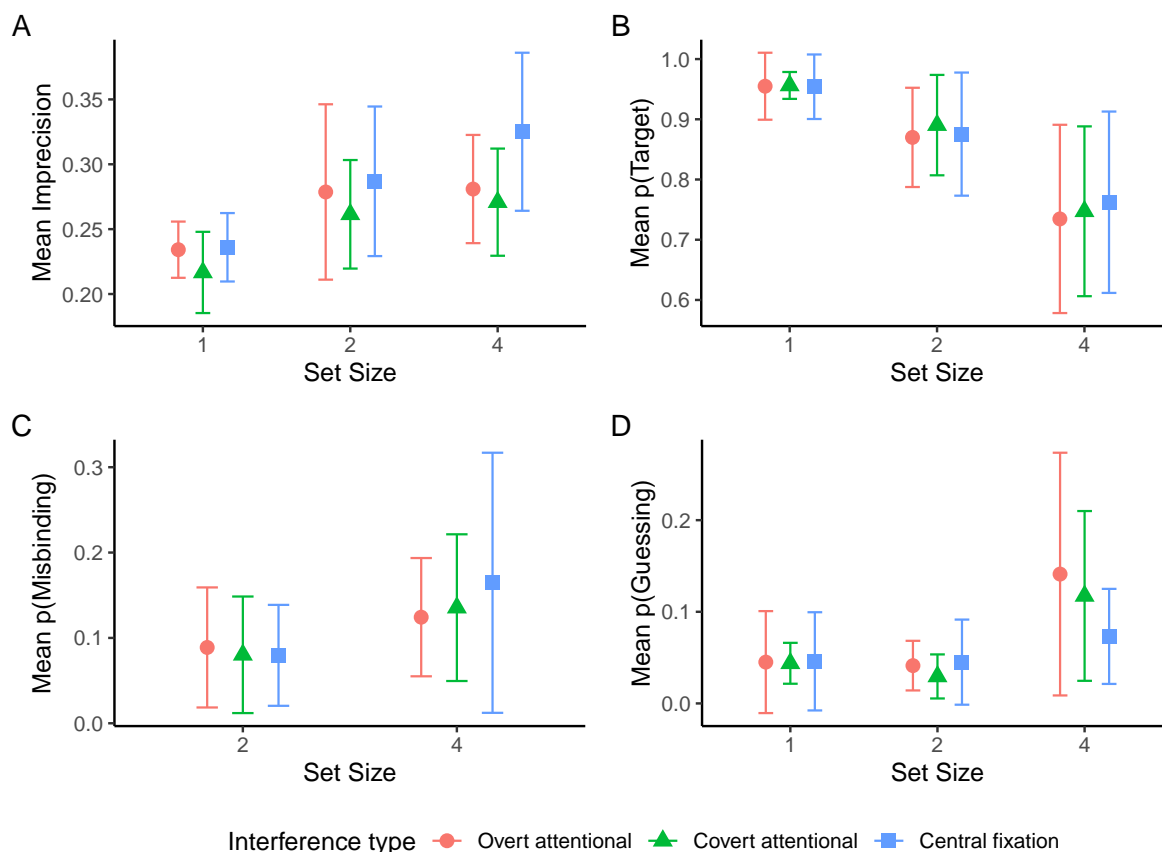 A
Mean Imprecision
0.35
0.30
0.25
0.20
1 2 4
Set Size
B
Mean p(Target)
1.0
0.9
0.8
0.7
0.6
1 2 4
Set Size
C
Mean p(Misbinding)
0.3
0.2
0.1
0.0
2 4
Set Size
D
Mean p(Guessing)
0.2
0.1
0.0
1 2 4
Set Size
Interference type Overt attentional Covert attentional Central fixation